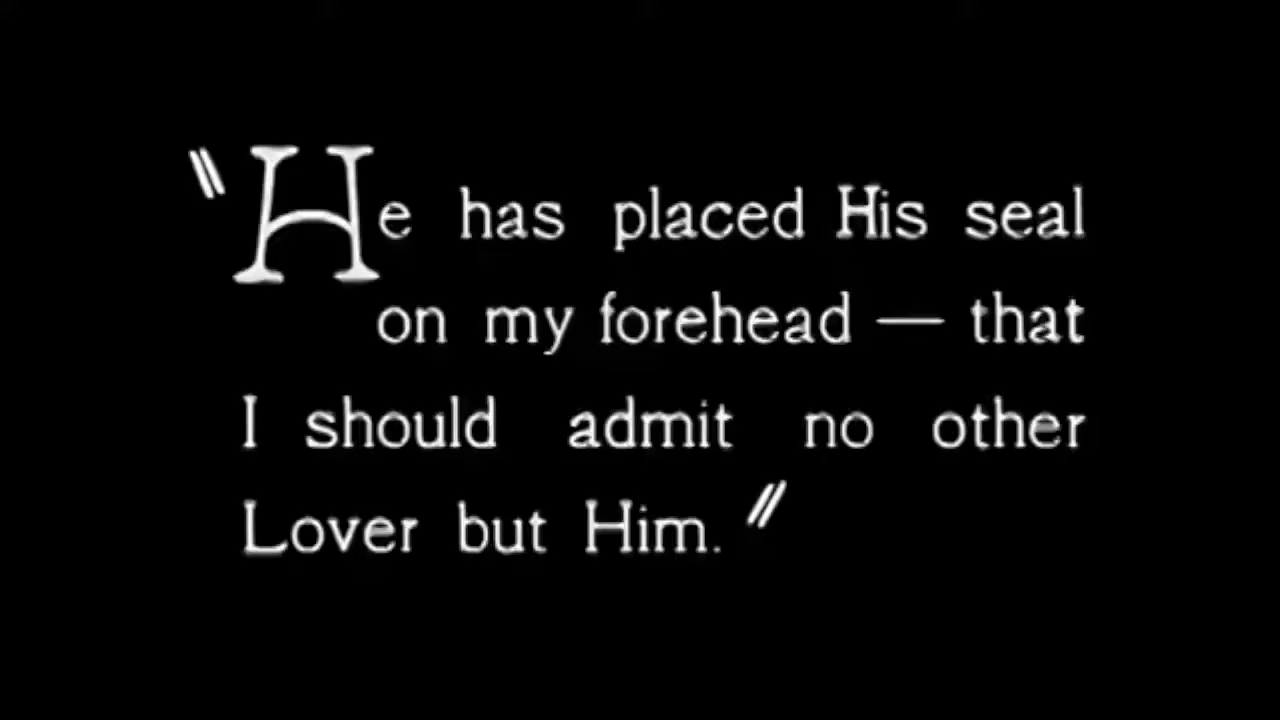 "He has placed His seal
on my forehead — that
I should admit no other
Lover but Him."